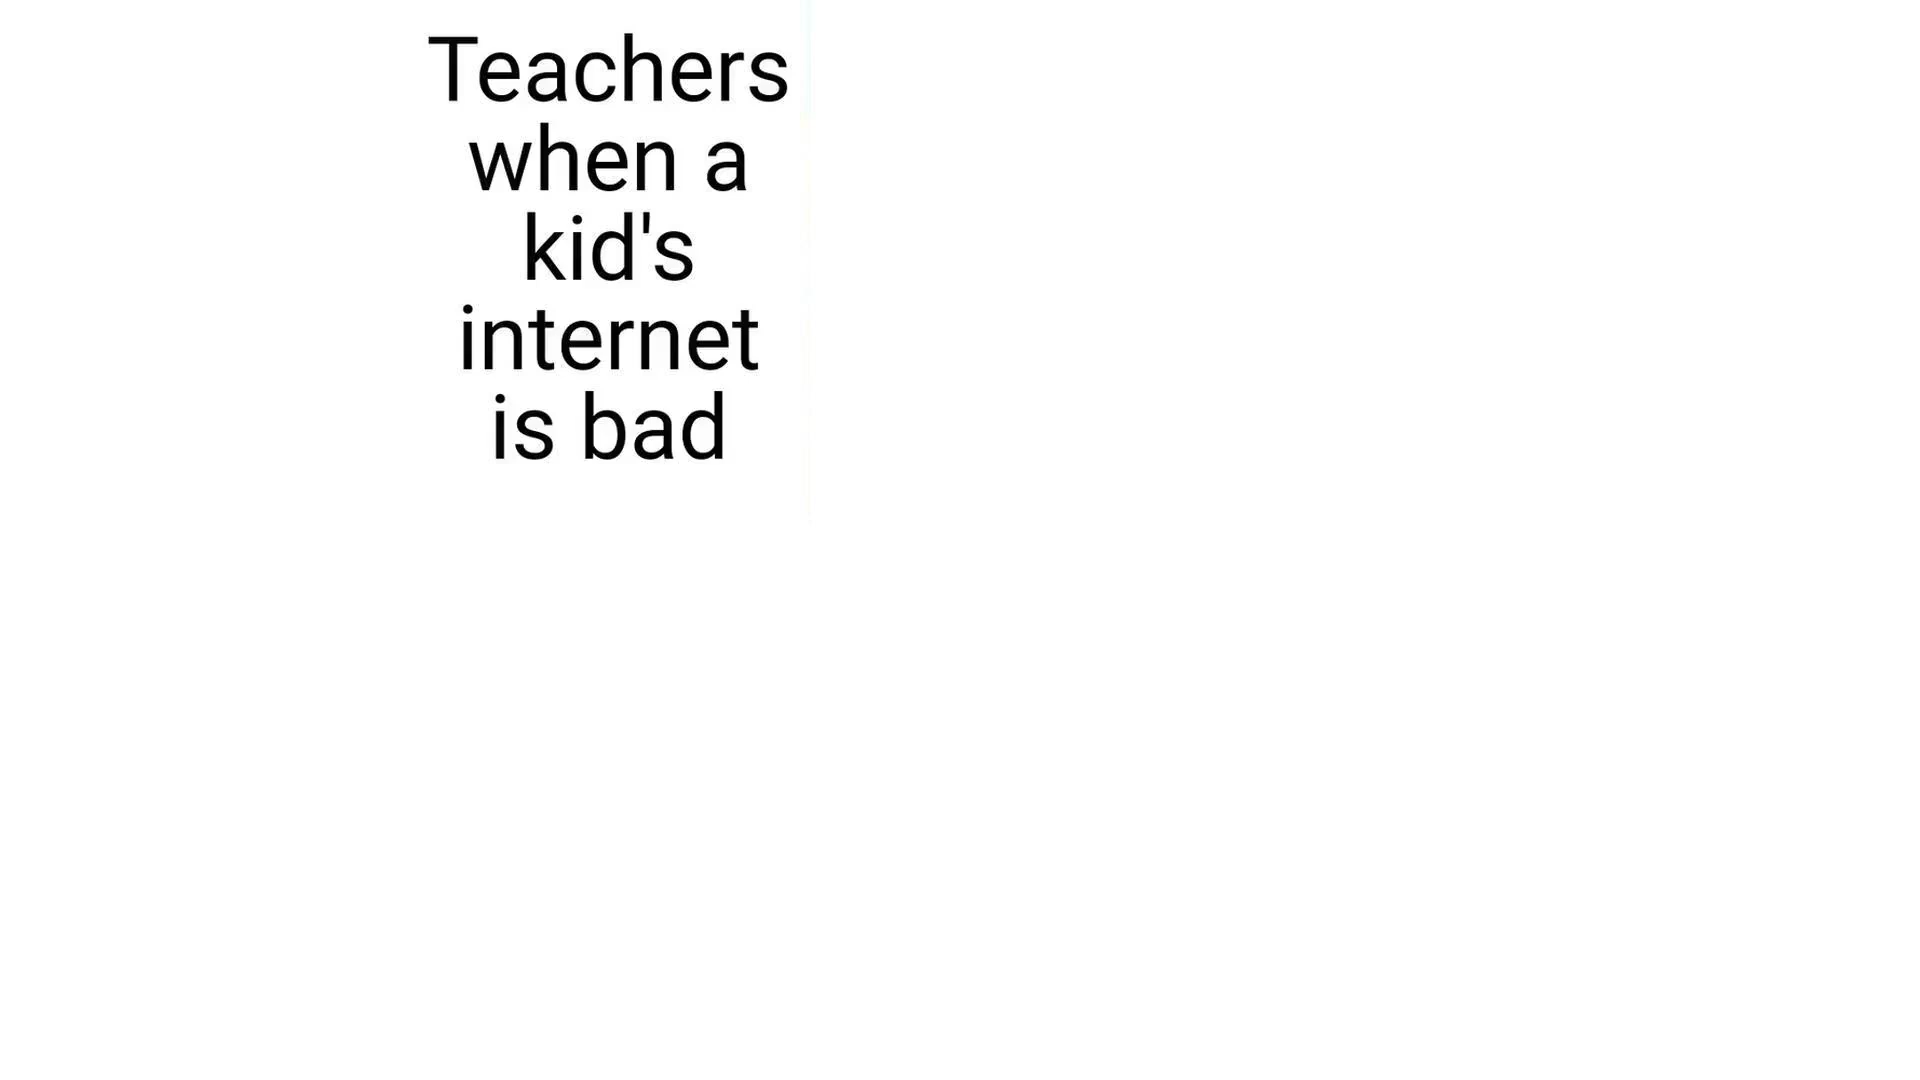 Teachers
when a
kid's
internet
is bad